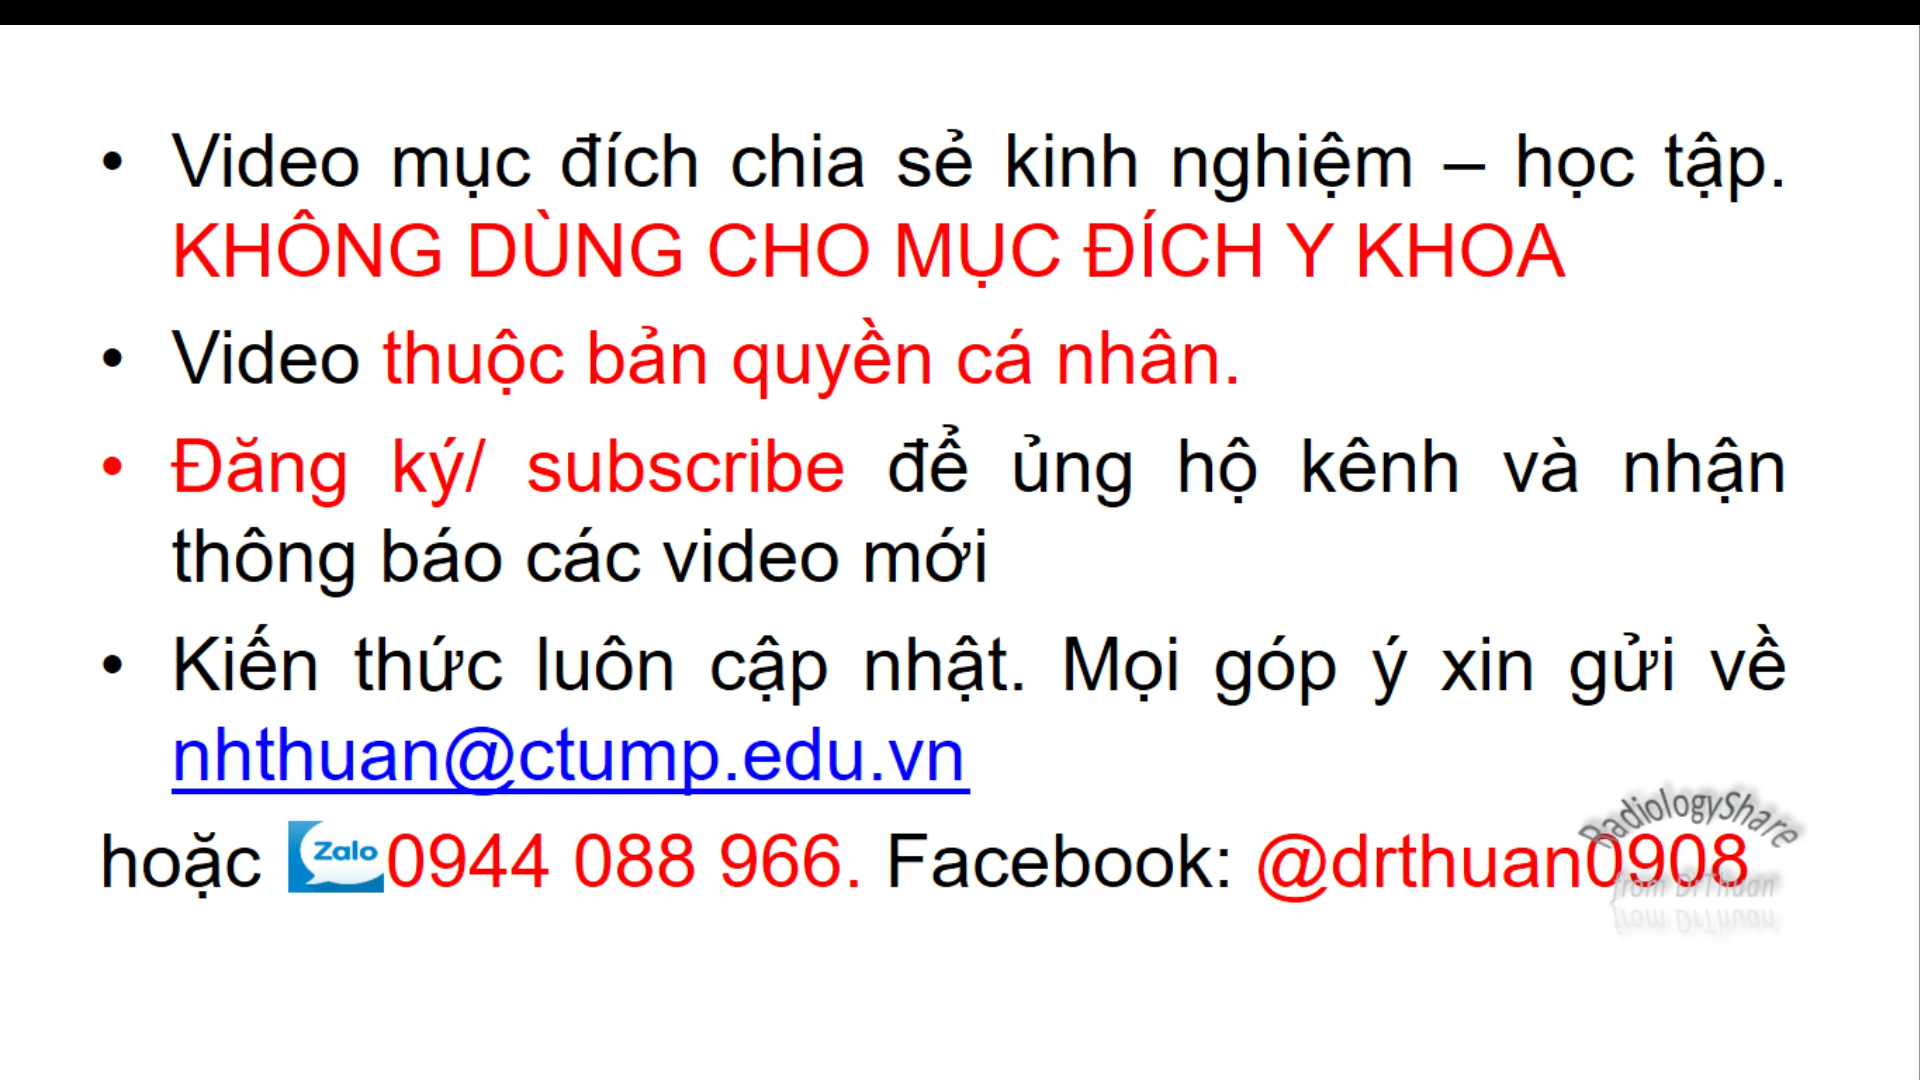 • Video mục đích chia sẻ kinh nghiệm – học tập.
KHÔNG DÙNG CHO MỤC ĐÍCH Y KHOA
• Video thuộc bản quyền cá nhân.
• Đăng ký/ subscribe để ủng hộ kênh và nhận
thông báo các video mới
• Kiến thức luôn cập nhật. Mọi góp ý xin gửi về
nhthuan@ctump.edu.vn
hoặc Zalo 0944 088 966. Facebook: @drthuan0908
RadiologyShare
from DrThuan